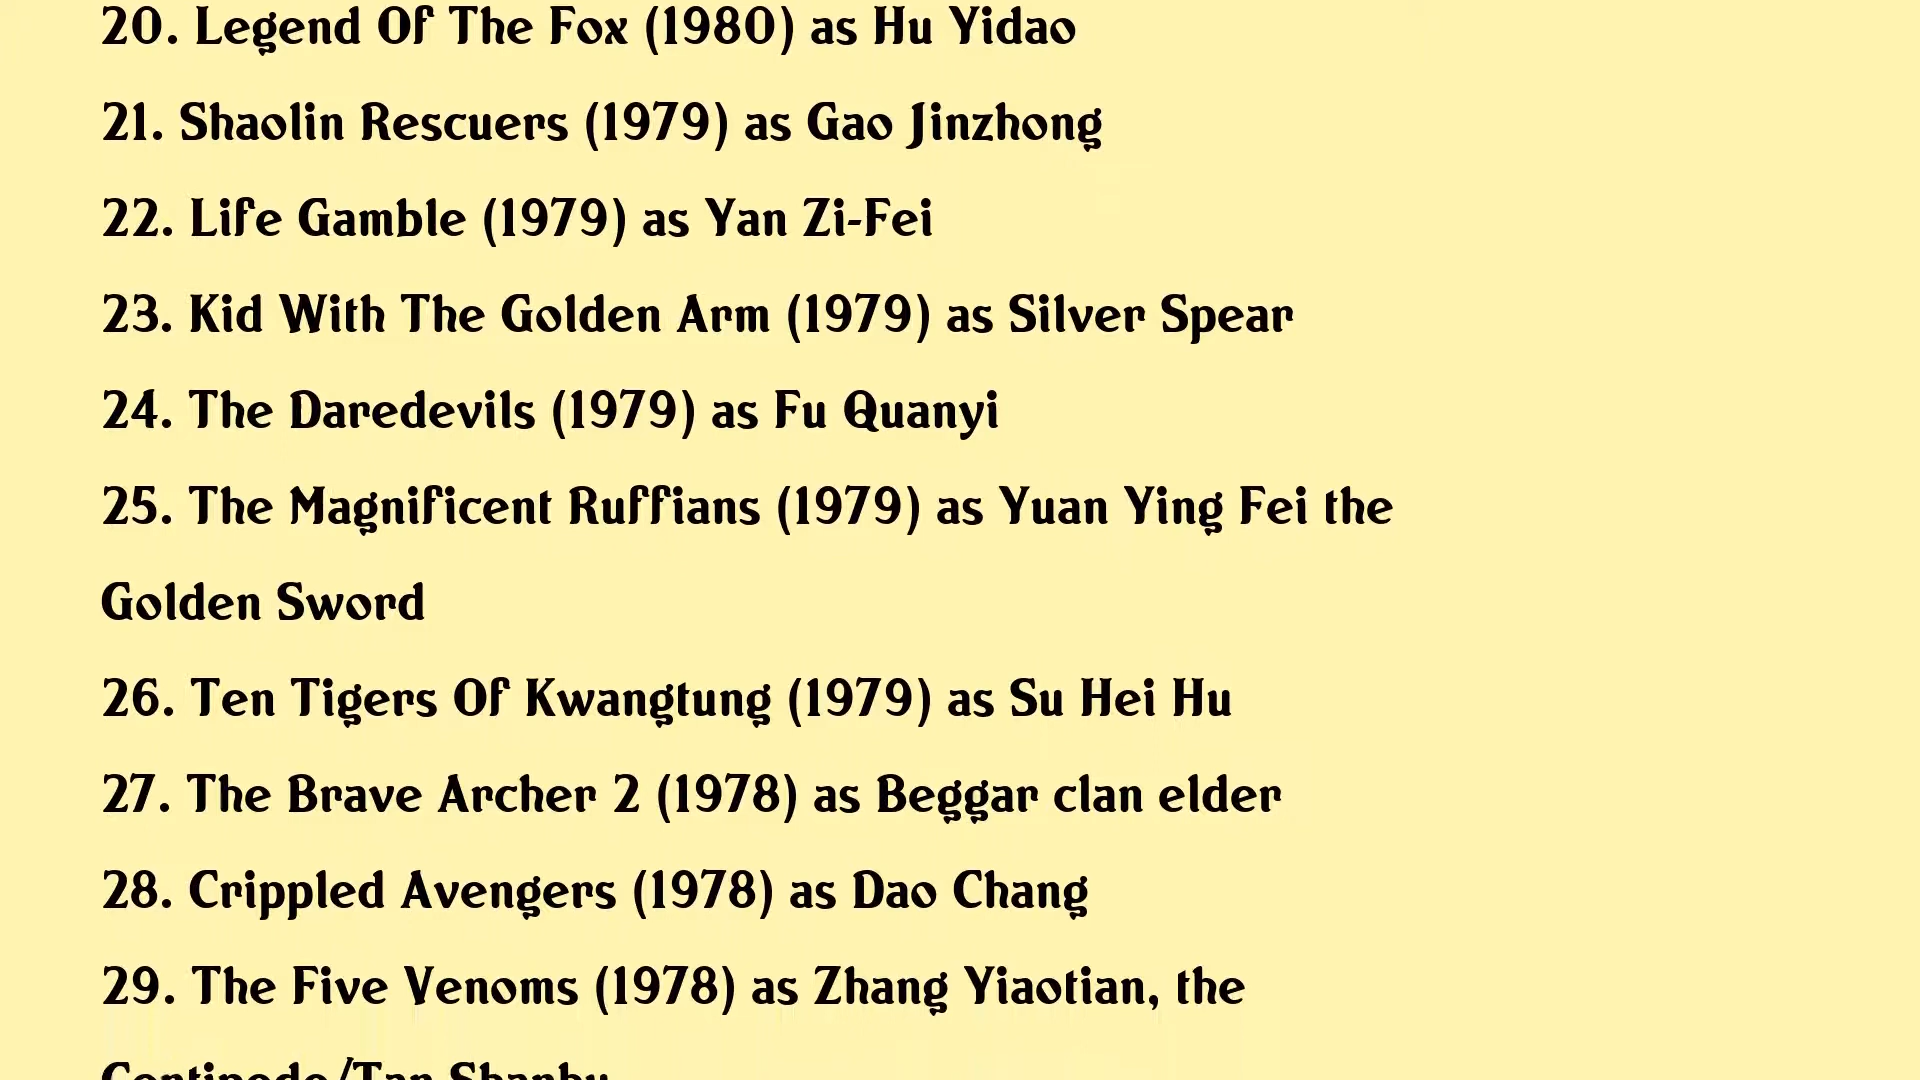 20. Legend Of The Fox (1980) as Hu Yidao
21. Shaolin Rescuers (1979) as Gao Jinzhong
22. Life Gamble (1979) as Yan Zi-Fei
23. Kid With The Golden Arm (1979) as Silver Spear
24. The Daredevils (1979) as Fu Quanyi
25. The Magnificent Ruffians (1979) as Yuan Ying Fei the
Golden Sword
26. Ten Tigers Of Kwangtung (1979) as Su Hei Hu
27. The Brave Archer 2 (1978) as Beggar clan elder
28. Crippled Avengers (1978) as Dao Chang
29. The Five Venoms (1978) as Zhang Yiaotian, the
Centipede/Tan Shanhu